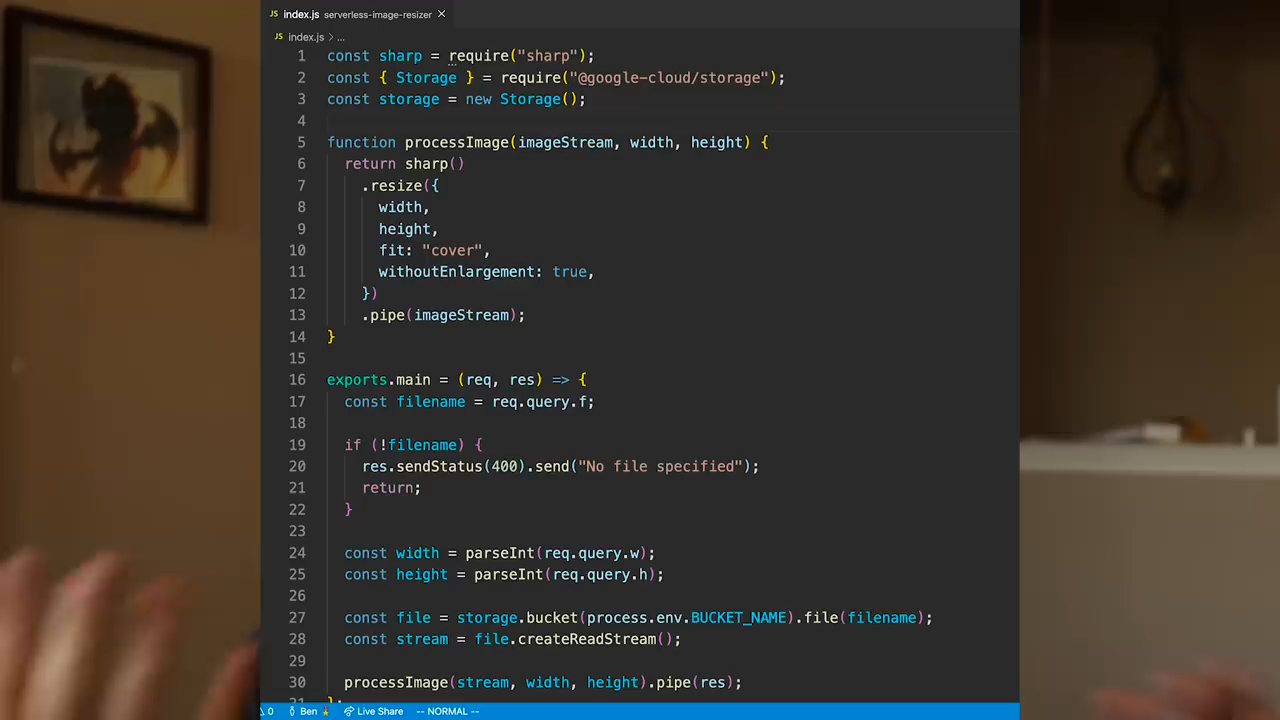 JS index.js serverless-image-resizer ×
JS index.js > ...
1 const sharp = require("sharp");
2 const { Storage } = require("@google-cloud/storage");
3 const storage = new Storage();
4
5 function processImage(imageStream, width, height) {
6 return sharp()
7 .resize({
8 width,
9 height,
10 fit: "cover",
11 withoutEnlargement: true,
12 })
13 .pipe(imageStream);
14 }
15
16 exports.main = (req, res) => {
17 const filename = req.query.f;
18
19 if (!filename) {
20 res.sendStatus(400).send("No file specified");
21 return;
22 }
23
24 const width = parseInt(req.query.w);
25 const height = parseInt(req.query.h);
26
27 const file = storage.bucket(process.env.BUCKET_NAME).file(filename);
28 const stream = file.createReadStream();
29
30 processImage(stream, width, height).pipe(res);
0 Ben Live Share -- NORMAL --